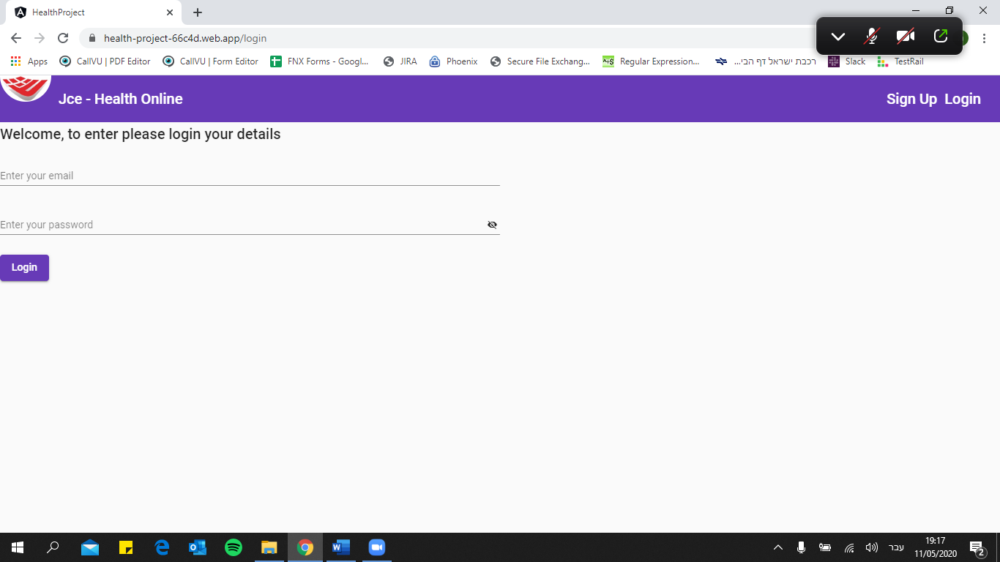 HealthProject
health-project-66c4d.web.app/login
Apps CallVU | PDF Editor CallVU | Form Editor FNX Forms - Googl... JIRA Phoenix Secure File Exchang... Regular Expression... רכבת ישראל דף הבי... Slack TestRail
Jce - Health Online Sign Up Login
Welcome, to enter please login your details
Enter your email
Enter your password
Login
עבר 19:17
11/05/2020 2